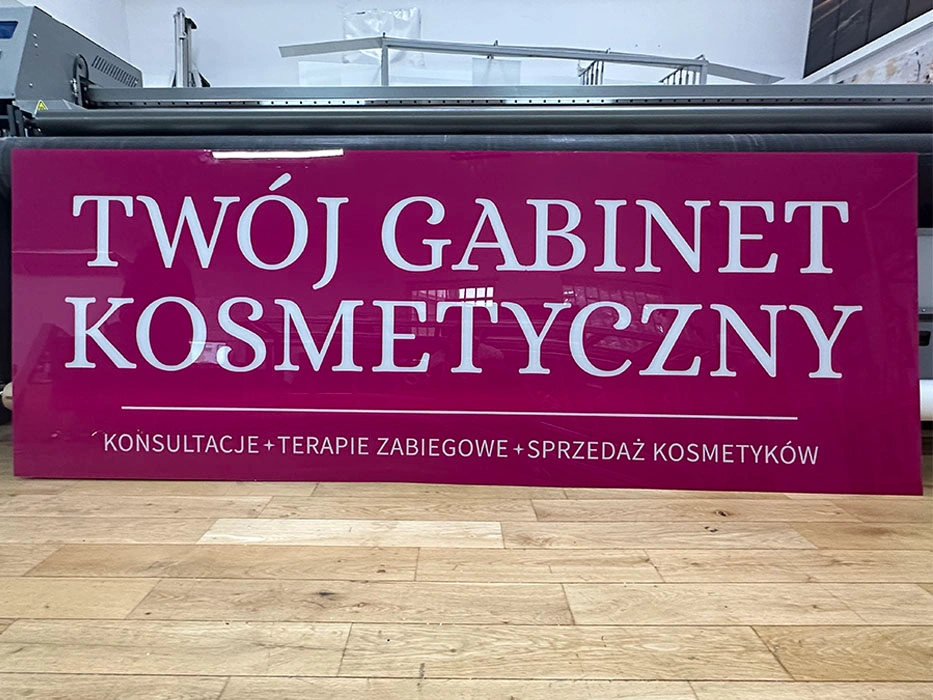 TWÓJ GABINET
KOSMETYCZNY
KONSULTACJE+TERAPIE ZABIEGOWE+SPRZEDAŻ KOSMETYKÓW